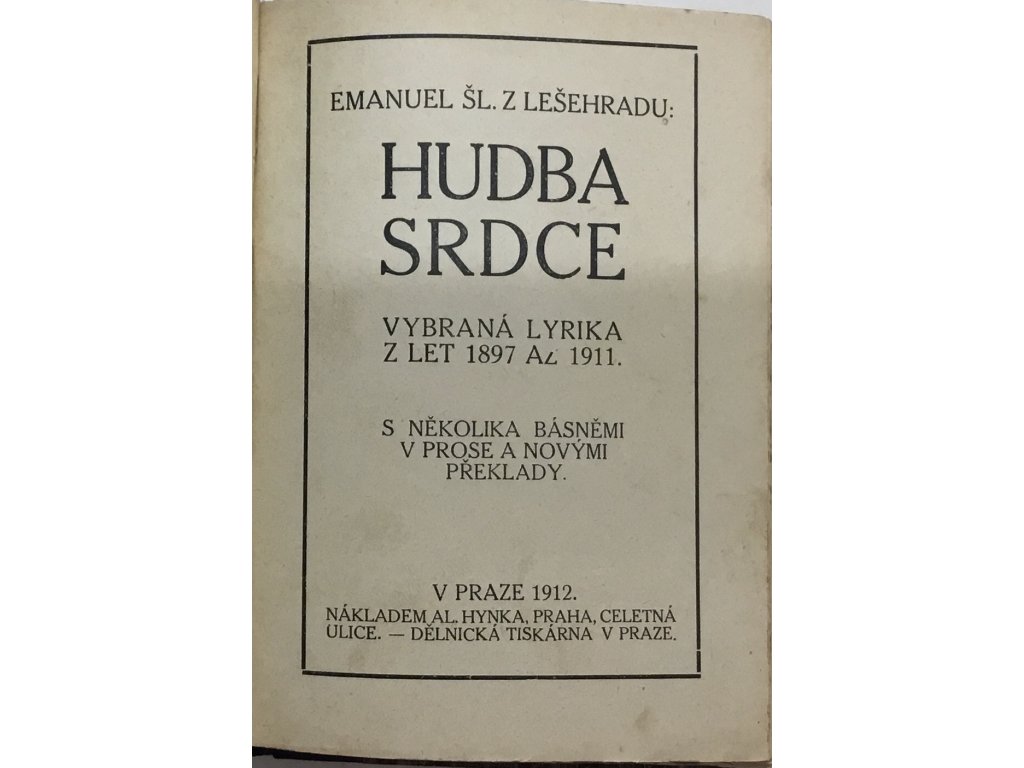 EMANUEL ŠL. Z LEŠEHRADU:
HUDBA
SRDCE
VYBRANÁ LYRIKA
Z LET 1897 AŽ 1911.
S NĚKOLIKA BÁSNĚMI
V PROSE A NOVÝMI
PŘEKLADY.
V PRAZE 1912.
NÁKLADEM AL. HYNKA, PRAHA, CELETNÁ
ULICE. — DĚLNICKÁ TISKÁRNA V PRAZE.